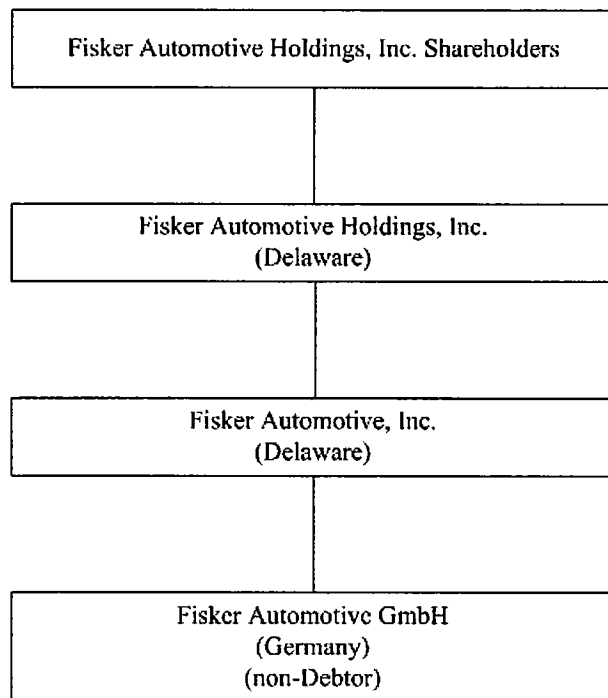 Fisker Automotive Holdings, Inc. Shareholders
Fisker Automotive Holdings, Inc.
(Delaware)
Fisker Automotive, Inc.
(Delaware)
Fisker Automotive GmbH
(Germany)
(non-Debtor)